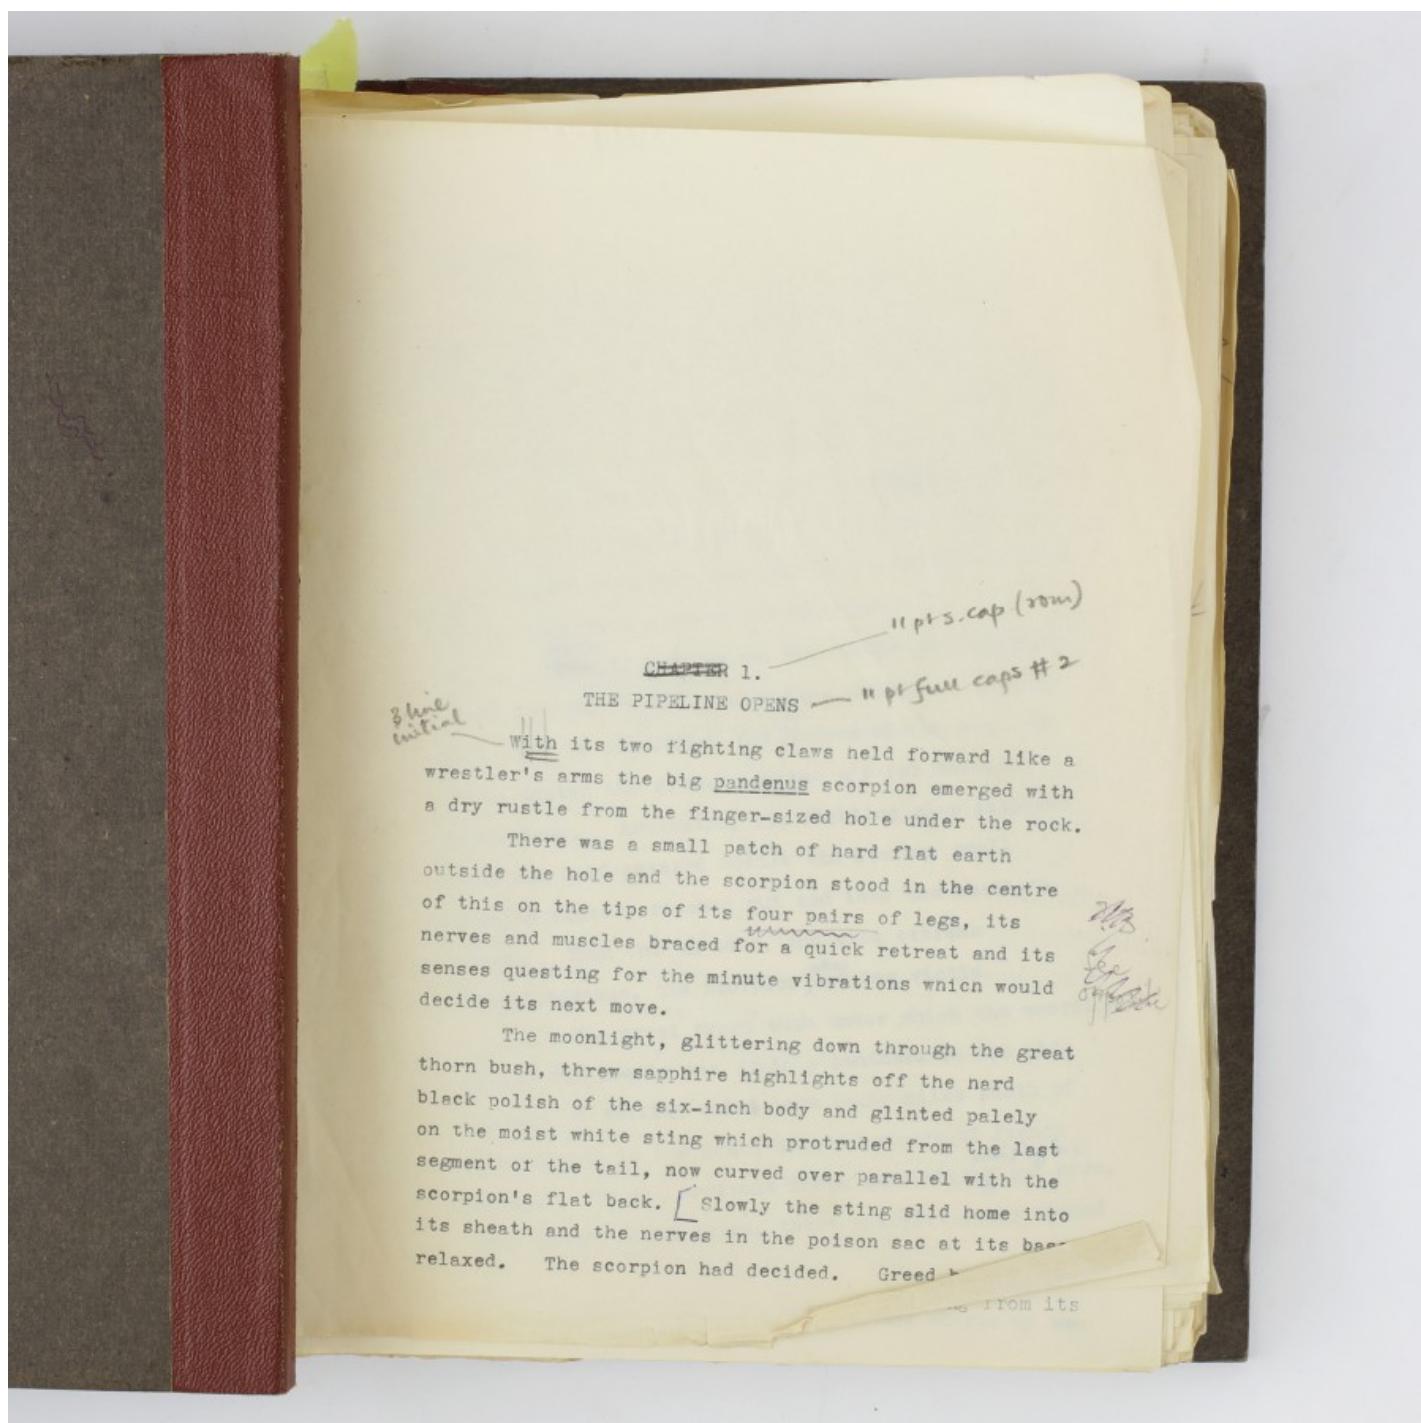 11 pt s.cap (rom)
CHAPTER 1.
THE PIPELINE OPENS
11 pt full caps # 2
3 line
initial
With its two fighting claws held forward like a
wrestler's arms the big pandenus scorpion emerged with
a dry rustle from the finger-sized hole under the rock.
There was a small patch of hard flat earth
outside the hole and the scorpion stood in the centre
of this on the tips of its four pairs of legs, its
nerves and muscles braced for a quick retreat and its
senses questing for the minute vibrations which would
decide its next move.
See
opposite
The moonlight, glittering down through the great
thorn bush, threw sapphire highlights off the hard
black polish of the six-inch body and glinted palely
on the moist white sting which protruded from the last
segment of the tail, now curved over parallel with the
scorpion's flat back. [Slowly the sting slid home into
its sheath and the nerves in the poison sac at its
relaxed. The scorpion had decided. Greed
from its